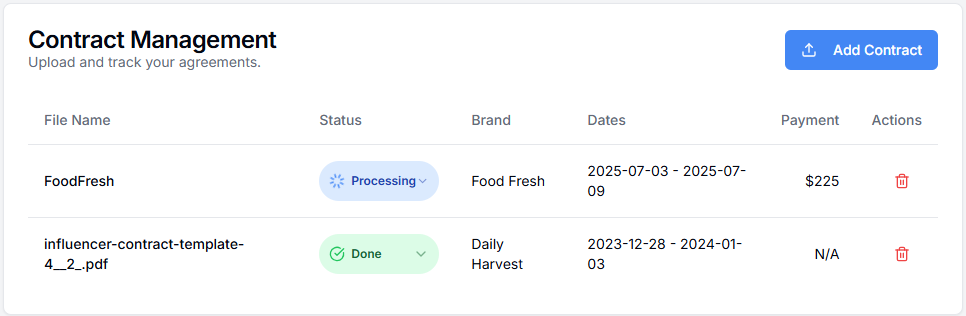 Contract Management
Upload and track your agreements.
Add Contract
File Name Status Brand Dates Payment Actions
FoodFresh Processing Food Fresh 2025-07-03 - 2025-07-
09 $225
influencer-contract-template-
4__2_.pdf Done Daily
Harvest 2023-12-28 - 2024-01-
03 N/A